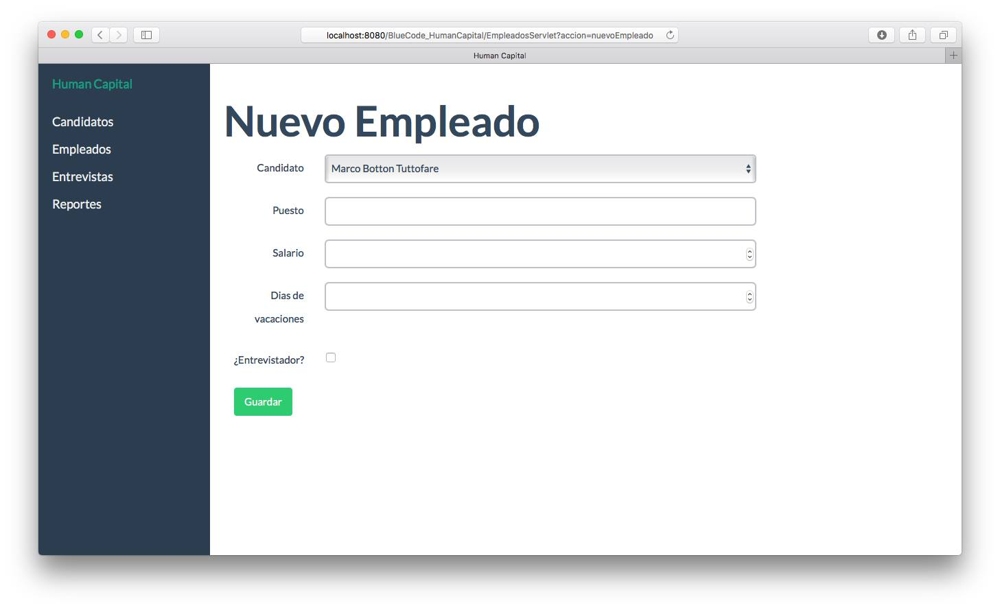 localhost:8080/BlueCode_HumanCapital/EmpleadosServlet?accion=nuevoEmpleado
Human Capital
Human Capital
Candidatos
Empleados
Entrevistas
Reportes
Nuevo Empleado
Candidato
Marco Botton Tuttofare
Puesto
Salario
Dias de
vacaciones
¿Entrevistador?
Guardar